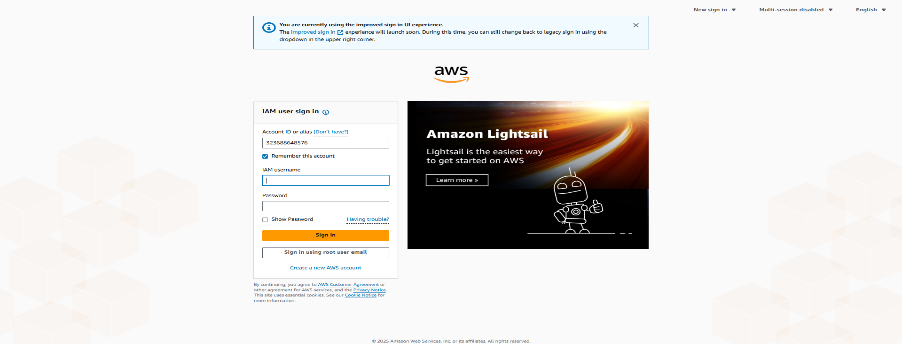 New sign in ▼ Multi-session disabled ▼ English ▼
You are currently using the improved sign in UI experience.
The improved sign in experience will launch soon. During this time, you can still change back to legacy sign in using the
dropdown in the upper right corner.
aws
IAM user sign in
Account ID or alias (Don't have?)
323688648576
Remember this account
IAM username
Password
Show Password Having trouble?
Sign in
Sign in using root user email
Create a new AWS account
By continuing, you agree to AWS Customer Agreement or
other agreement for AWS services, and the Privacy Notice.
This site uses essential cookies. See our Cookie Notice for
more information.
Amazon Lightsail
Lightsail is the easiest way
to get started on AWS
Learn more »
© 2025 Amazon Web Services, Inc. or its affiliates. All rights reserved.